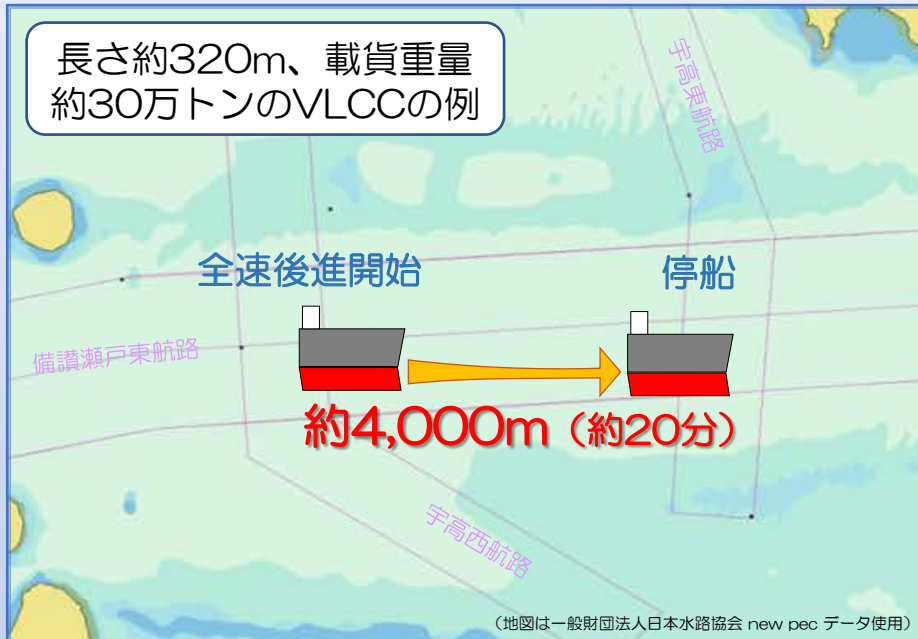 長さ約320m、載貨重量
約30万トンのVLCCの例
宇高東航路
全速後進開始
停船
備讃瀬戸東航路
約4,000m（約20分）
宇高西航路
（地図は一般財団法人日本水路協会 new pec データ使用）